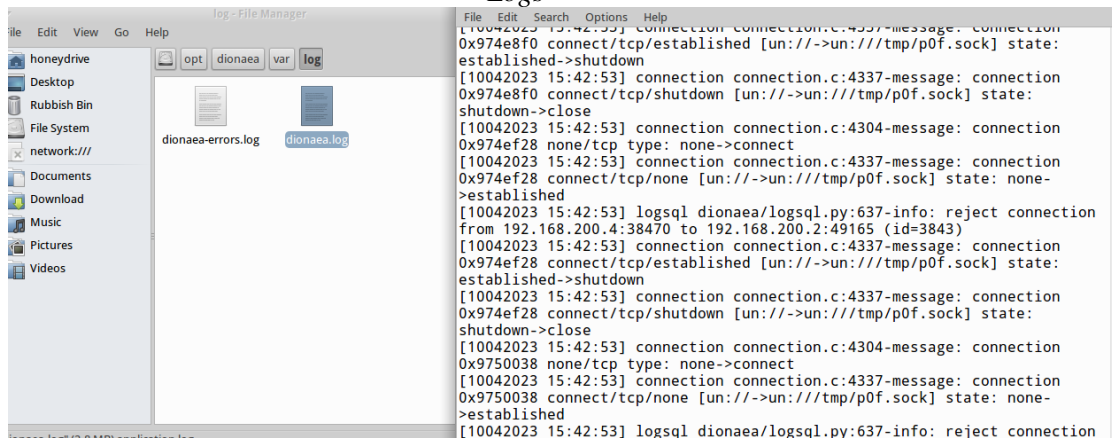 Logs
log - File Manager
File Edit View Go Help
honeydrive
Desktop
Rubbish Bin
File System
network:///
Documents
Download
Music
Pictures
Videos
opt dionaea var log
dionaea-errors.log
dionaea.log
File Edit Search Options Help
[10042023 15:42:53] connection connection.c:4337-message: connection
0x974e8f0 connect/tcp/established [un://->un:///tmp/p0f.sock] state:
established->shutdown
[10042023 15:42:53] connection connection.c:4337-message: connection
0x974e8f0 connect/tcp/shutdown [un://->un:///tmp/p0f.sock] state:
shutdown->close
[10042023 15:42:53] connection connection.c:4304-message: connection
0x974ef28 none/tcp type: none->connect
[10042023 15:42:53] connection connection.c:4337-message: connection
0x974ef28 connect/tcp/none [un://->un:///tmp/p0f.sock] state: none-
>established
[10042023 15:42:53] logsql dionaea/logsql.py:637-info: reject connection
from 192.168.200.4:38470 to 192.168.200.2:49165 (id=3843)
[10042023 15:42:53] connection connection.c:4337-message: connection
0x974ef28 connect/tcp/established [un://->un:///tmp/p0f.sock] state:
established->shutdown
[10042023 15:42:53] connection connection.c:4337-message: connection
0x974ef28 connect/tcp/shutdown [un://->un:///tmp/p0f.sock] state:
shutdown->close
[10042023 15:42:53] connection connection.c:4304-message: connection
0x9750038 none/tcp type: none->connect
[10042023 15:42:53] connection connection.c:4337-message: connection
0x9750038 connect/tcp/none [un://->un:///tmp/p0f.sock] state: none-
>established
[10042023 15:42:53] logsql dionaea/logsql.py:637-info: reject connection